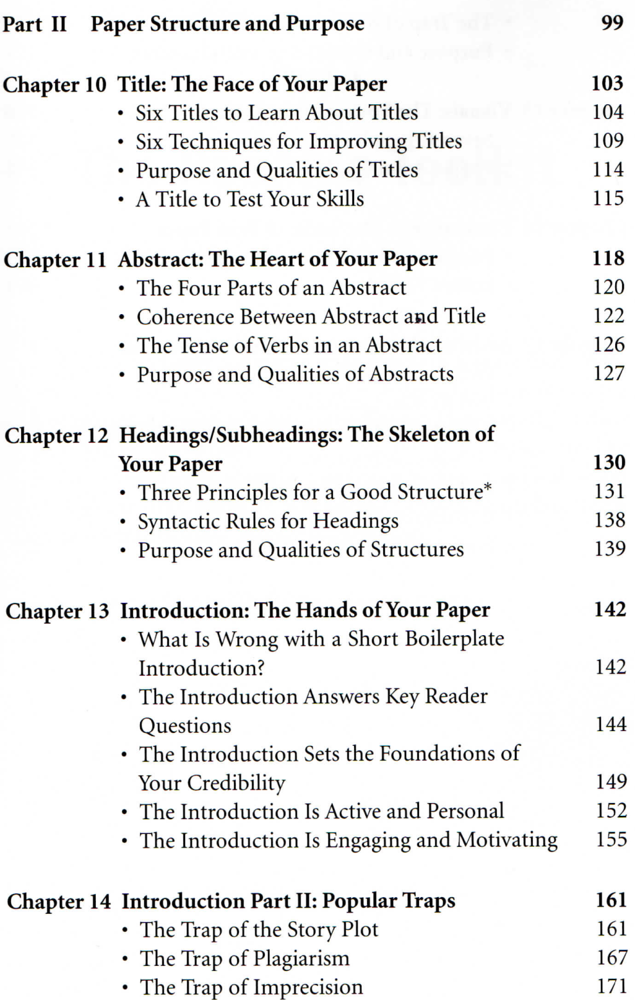 Part II Paper Structure and Purpose 99
Chapter 10 Title: The Face of Your Paper 103
• Six Titles to Learn About Titles 104
• Six Techniques for Improving Titles 109
• Purpose and Qualities of Titles 114
• A Title to Test Your Skills 115
Chapter 11 Abstract: The Heart of Your Paper 118
• The Four Parts of an Abstract 120
• Coherence Between Abstract and Title 122
• The Tense of Verbs in an Abstract 126
• Purpose and Qualities of Abstracts 127
Chapter 12 Headings/Subheadings: The Skeleton of
Your Paper 130
• Three Principles for a Good Structure* 131
• Syntactic Rules for Headings 138
• Purpose and Qualities of Structures 139
Chapter 13 Introduction: The Hands of Your Paper 142
• What Is Wrong with a Short Boilerplate
Introduction? 142
• The Introduction Answers Key Reader
Questions 144
• The Introduction Sets the Foundations of
Your Credibility 149
• The Introduction Is Active and Personal 152
• The Introduction Is Engaging and Motivating 155
Chapter 14 Introduction Part II: Popular Traps 161
• The Trap of the Story Plot 161
• The Trap of Plagiarism 167
• The Trap of Imprecision 171